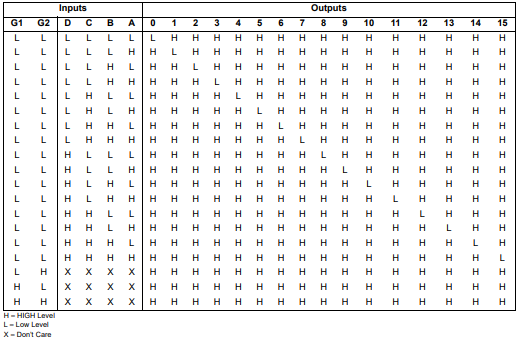 Inputs Outputs
G1 G2 D C B A 0 1 2 3 4 5 6 7 8 9 10 11 12 13 14 15
L L L L L L L H H H H H H H H H H H H H H H
L L L L L H H L H H H H H H H H H H H H H H
L L L L H L H H L H H H H H H H H H H H H H
L L L L H H H H H L H H H H H H H H H H H H
L L L H L L H H H H L H H H H H H H H H H H
L L L H L H H H H H H L H H H H H H H H H H
L L L H H L H H H H H H L H H H H H H H H H
L L L H H H H H H H H H H L H H H H H H H H
L L H L L L H H H H H H H H L H H H H H H H
L L H L L H H H H H H H H H H L H H H H H H
L L H L H L H H H H H H H H H H L H H H H H
L L H L H H H H H H H H H H H H H L H H H H
L L H H L L H H H H H H H H H H H H L H H H
L L H H L H H H H H H H H H H H H H H L H H
L L H H H L H H H H H H H H H H H H H H L H
L L H H H H H H H H H H H H H H H H H H H L
L H X X X X H H H H H H H H H H H H H H H H
H L X X X X H H H H H H H H H H H H H H H H
H H X X X X H H H H H H H H H H H H H H H H
H – HIGH Level
L – Low Level
X – Don't Care